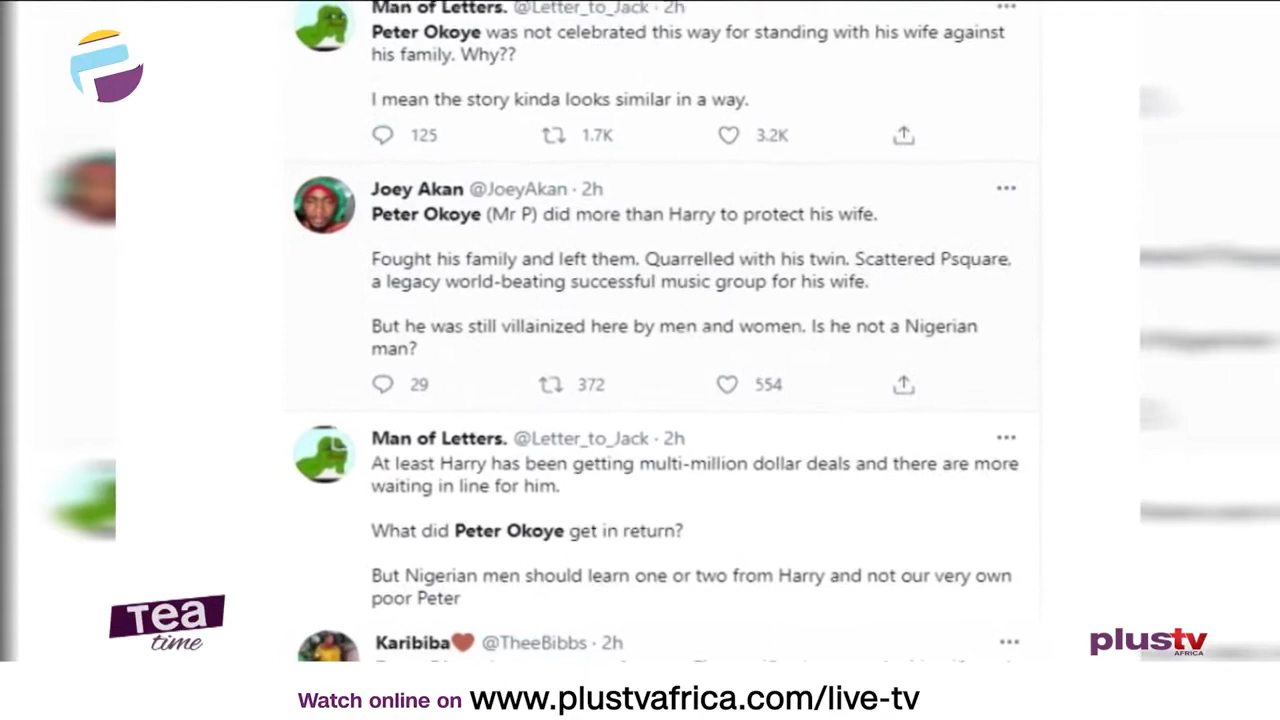 Man of Letters. @Letter_to_Jack · 2h
Peter Okoye was not celebrated this way for standing with his wife against
his family. Why??
I mean the story kinda looks similar in a way.
125 1.7K 3.2K
Joey Akan @JoeyAkan · 2h
Peter Okoye (Mr P) did more than Harry to protect his wife.
Fought his family and left them. Quarrelled with his twin. Scattered Psquare,
a legacy world-beating successful music group for his wife.
But he was still villainized here by men and women. Is he not a Nigerian
man?
29 372 554
Man of Letters. @Letter_to_Jack · 2h
At least Harry has been getting multi-million dollar deals and there are more
waiting in line for him.
What did Peter Okoye get in return?
But Nigerian men should learn one or two from Harry and not our very own
poor Peter
Karibiba❤ @TheeBibbs · 2h
Tea
time
plustv
AFRICA
Watch online on www.plustvafrica.com/live-tv